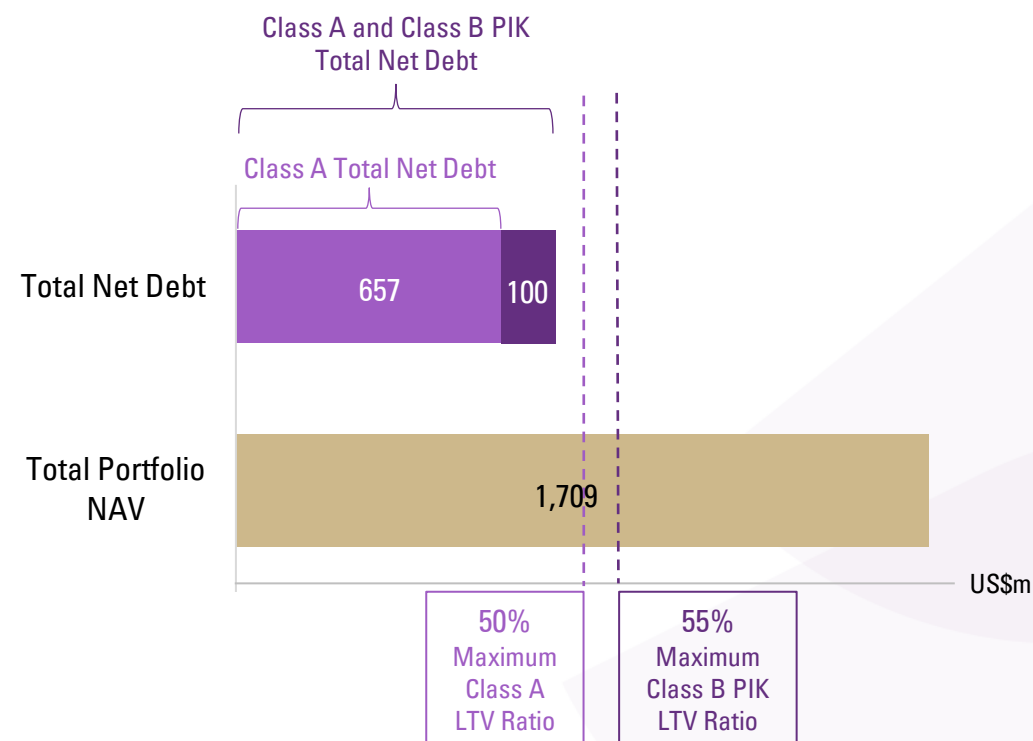 Class A and Class B PIK
Total Net Debt
Class A Total Net Debt
Total Net Debt
657
100
Total Portfolio
NAV
1,709
US$m
50%
Maximum
Class A
LTV Ratio
55%
Maximum
Class B PIK
LTV Ratio